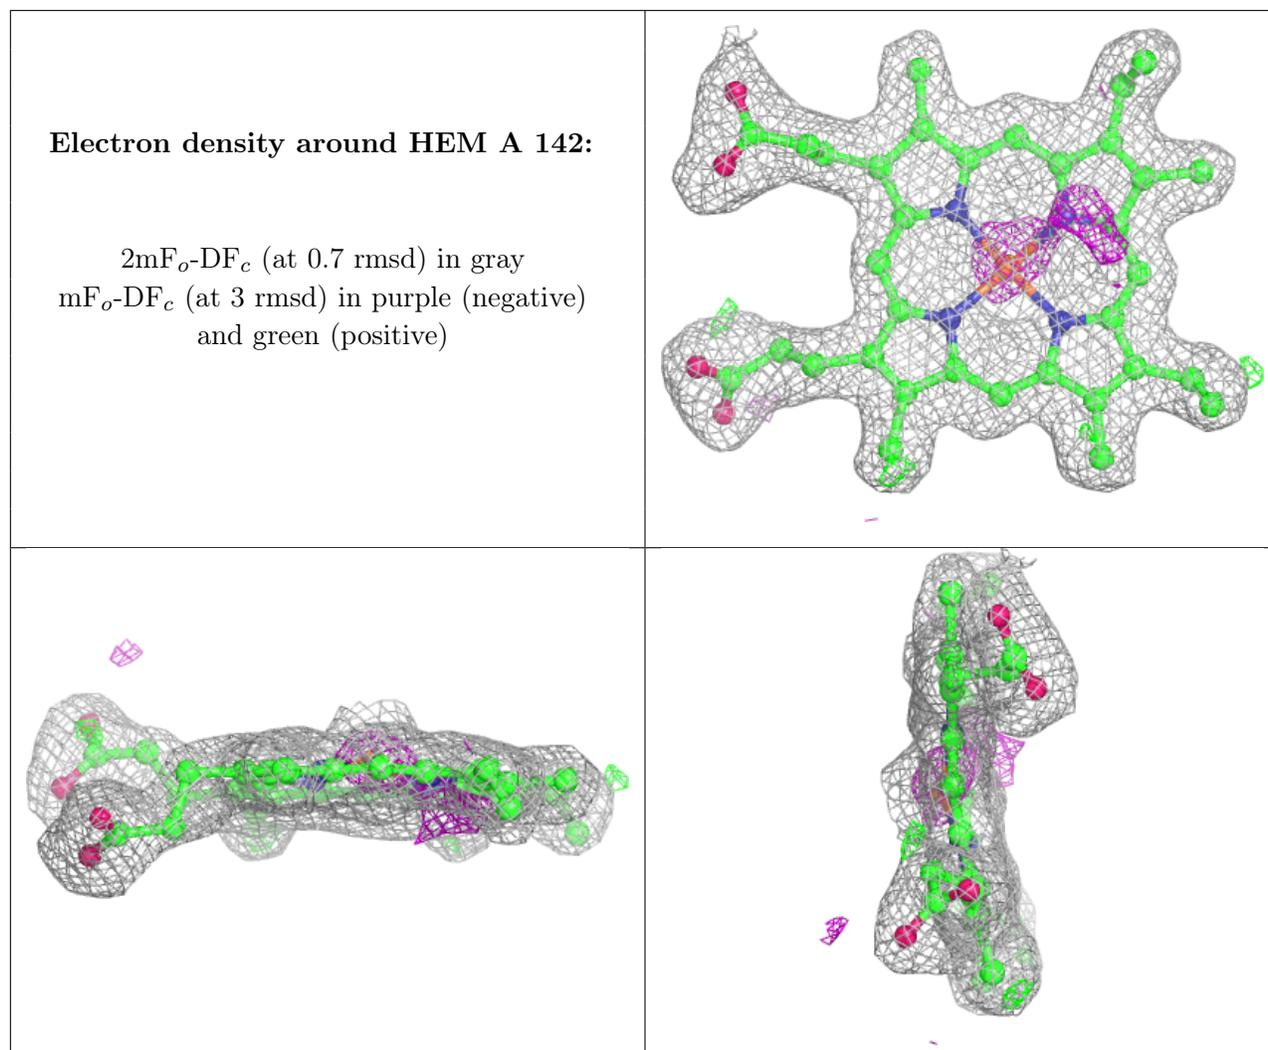 Electron density around HEM A 142:
2mFo-DFc (at 0.7 rmsd) in gray
mFo-DFc (at 3 rmsd) in purple (negative)
and green (positive)